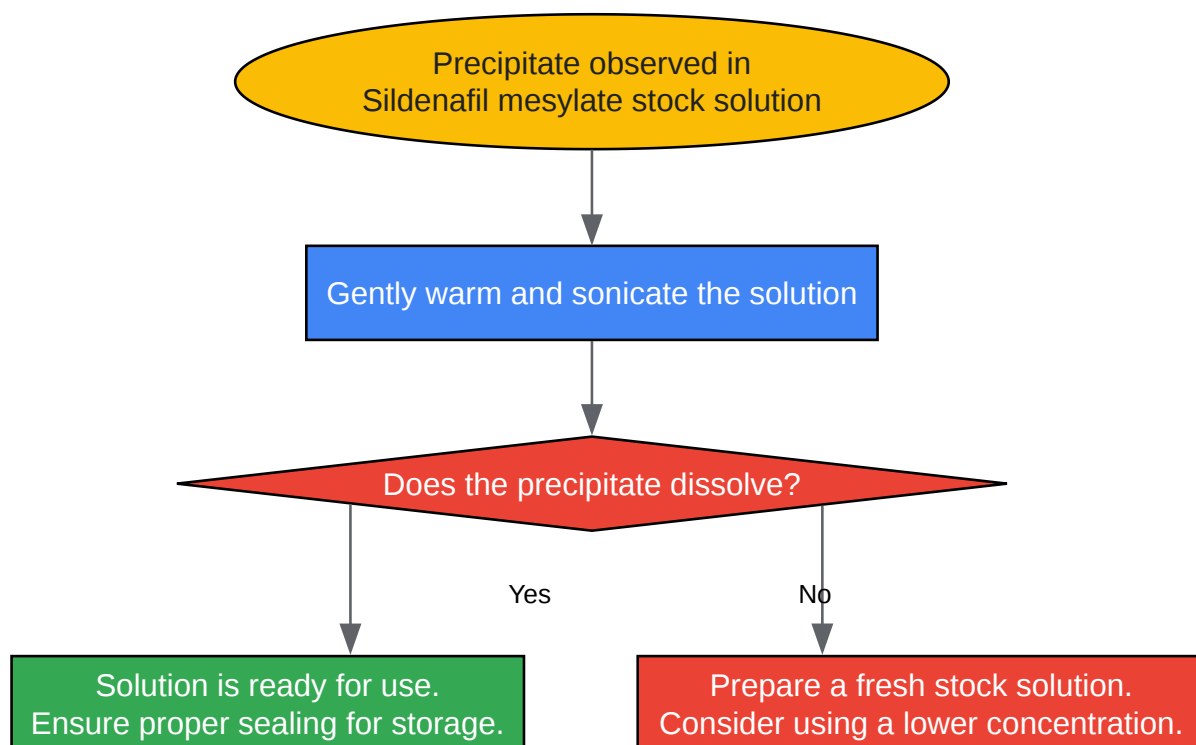 Precipitate observed in
Sildenafil mesylate stock solution
Gently warm and sonicate the solution
Does the precipitate dissolve?
Yes
No
Solution is ready for use.
Ensure proper sealing for storage.
Prepare a fresh stock solution.
Consider using a lower concentration.